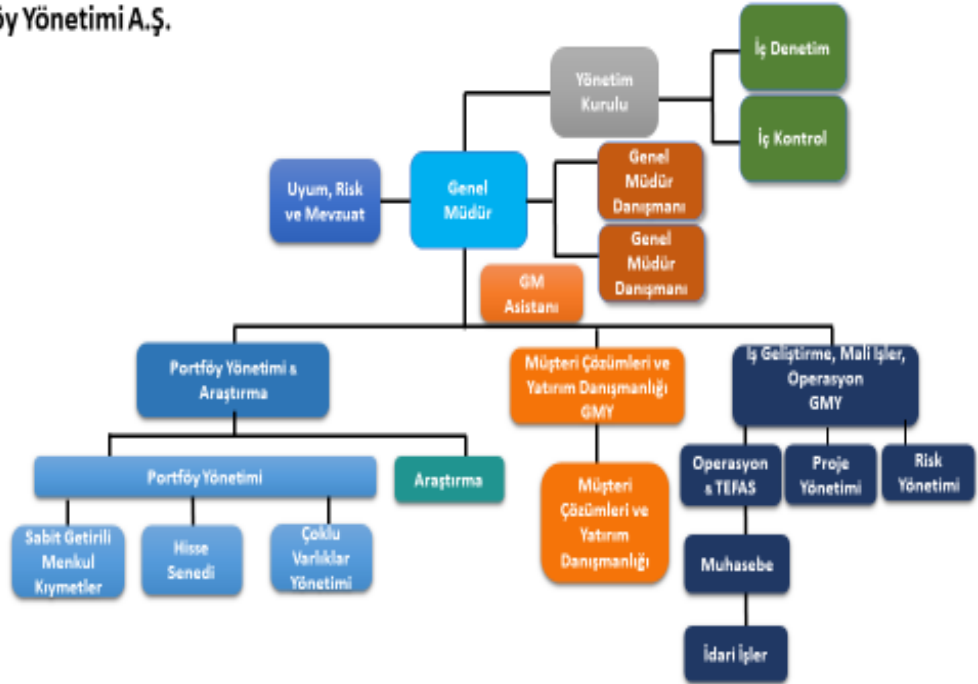 y Yönetimi A.Ş.
İç Denetim
Yönetim
Kurulu
İç Kontrol
Genel
Müdür
Danışmanı
Uyum, Risk
ve Mevzuat
Genel
Müdür
Genel
Müdür
Danışmanı
GM
Asistanı
Portföy Yönetimi &
Araştırma
Müşteri Çözümleri ve
Yatırım Danışmanlığı
GMY
İş Geliştirme, Mali İşler,
Operasyon
GMY
Portföy Yönetimi
Araştırma
Müşteri
Çözümleri ve
Yatırım
Danışmanlığı
Operasyon
& TEFAS
Proje
Yönetimi
Risk
Yönetimi
Sabit Getirili
Menkul
Kıymetler
Hisse
Senedi
Çoklu
Varlıklar
Yönetimi
Muhasebe
İdari İşler